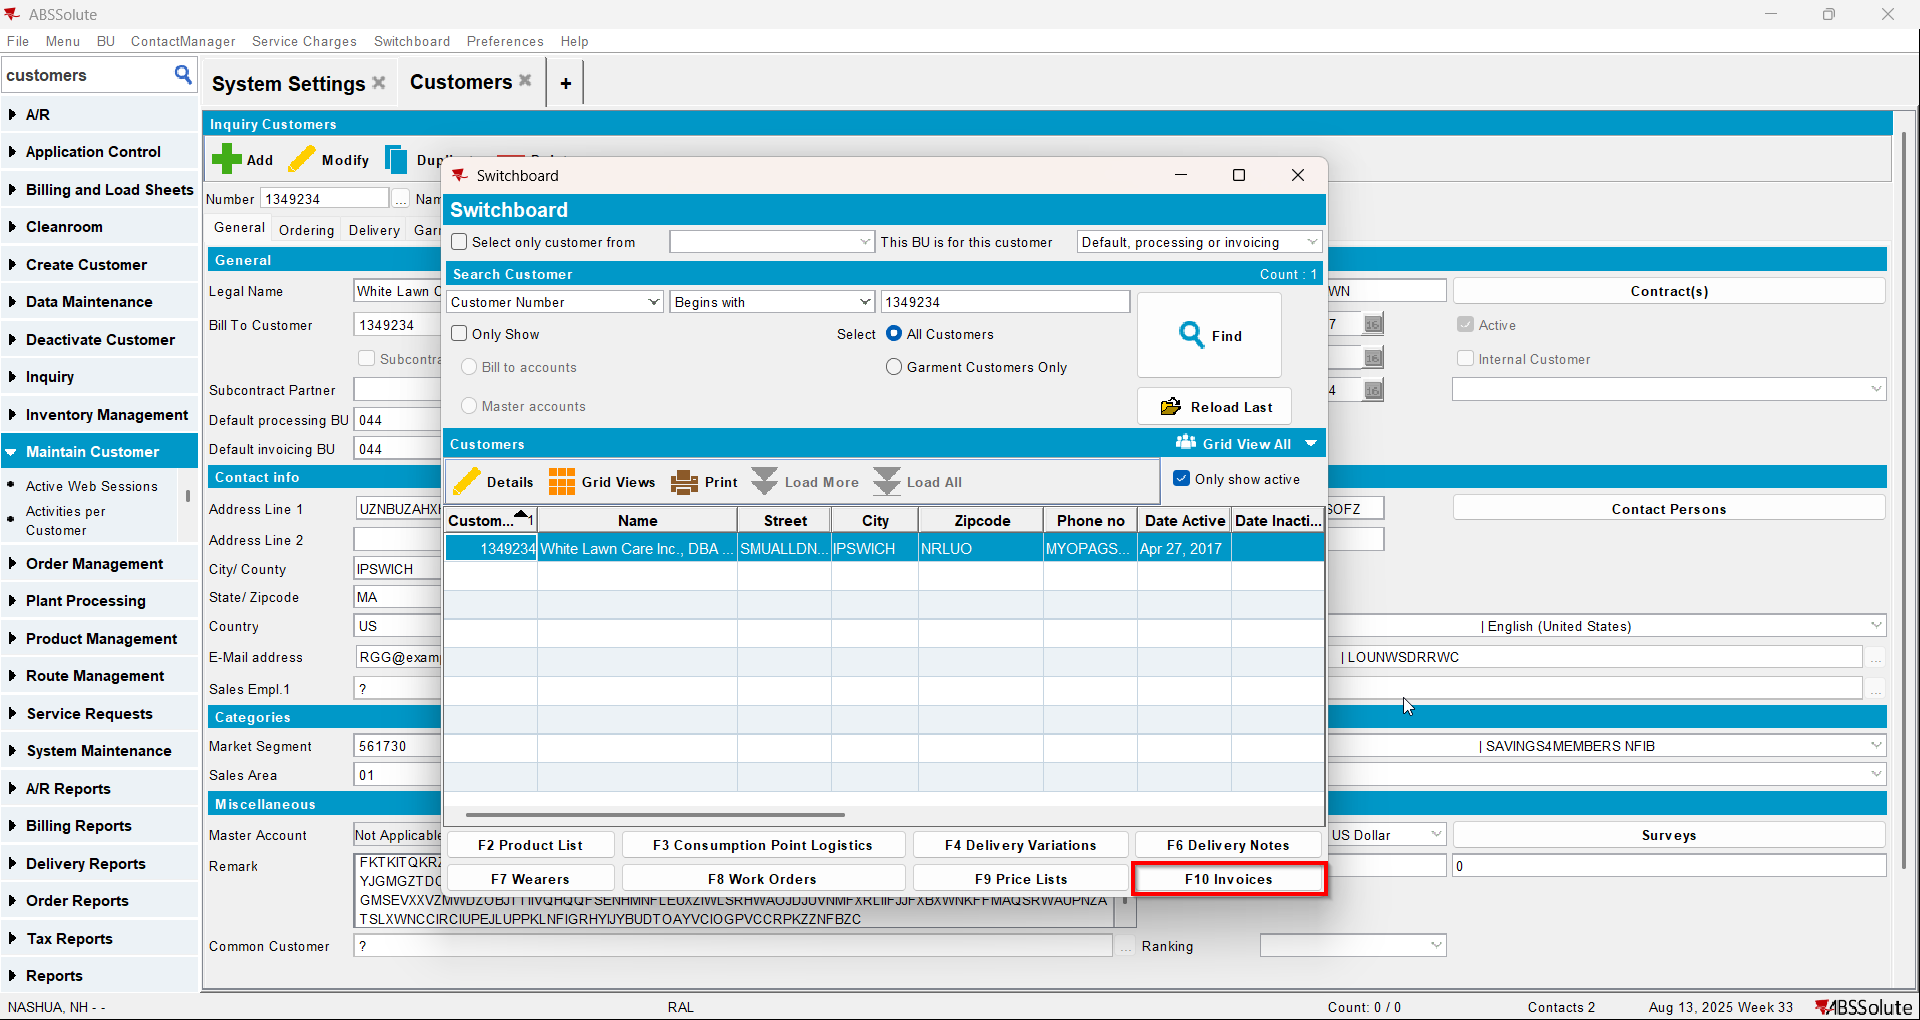 ABSSolute
File Menu BU ContactManager Service Charges Switchboard Preferences Help
customers
System Settings
Customers
+
A/R
Application Control
Billing and Load Sheets
Cleanroom
Create Customer
Data Maintenance
Deactivate Customer
Inquiry
Inventory Management
Maintain Customer
Active Web Sessions
Activities per
Customer
Order Management
Plant Processing
Product Management
Route Management
Service Requests
System Maintenance
A/R Reports
Billing Reports
Delivery Reports
Order Reports
Tax Reports
Reports
Inquiry Customers
Add Modify
Number 1349234 ...
General Ordering Delivery
General
Legal Name White Lawn
Bill To Customer 1349234
Subcontract Partner
Default processing BU 044
Default invoicing BU 044
Contact info
Address Line 1
Address Line 2
City/ County IPSWICH
State/ Zipcode MA
Country US
E-Mail address
Sales Empl.1 ?
Categories
Market Segment 561730
Sales Area 01
Miscellaneous
Master Account Not Applicable
Remark
TSLXWNCCIRCIUPEJLUPPKLNFIGRHYIJYBUDTOAYVCIOGPVCCRPKZZNFBZC
Common Customer ? ... Ranking
Switchboard
Switchboard
Select only customer from This BU is for this customer Default, processing or invoicing
Search Customer Count : 1
Customer Number Begins with 1349234
Only Show Select All Customers
Bill to accounts Garment Customers Only
Master accounts
Find
Reload Last
Customers Grid View All
Details Grid Views Print Load More Load All Only show active
Custom... 1 Name Street City Zipcode Phone no Date Active Date Inacti...
1349234 White Lawn Care Inc., DBA ... SMUALLDN... IPSWICH NRLUO MYOPAGS... Apr 27, 2017
F2 Product List F3 Consumption Point Logistics F4 Delivery Variations F6 Delivery Notes
F7 Wearers F8 Work Orders F9 Price Lists F10 Invoices
Contract(s)
Active
Internal Customer
Contact Persons
| English (United States)
| LOUNWSDRRWC ...
...
| SAVINGS4MEMBERS NFIB
US Dollar Surveys
0
NASHUA, NH - - RAL Count: 0 / 0 Contacts 2 Aug 13, 2025 Week 33 ABSSolute